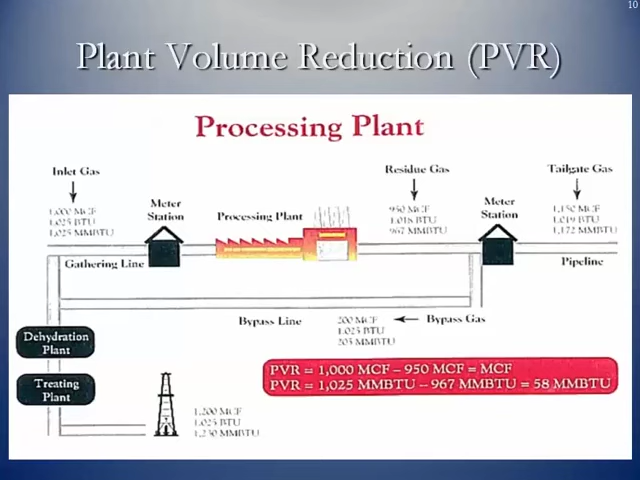 10
Plant Volume Reduction (PVR)
Processing Plant
Inlet Gas
1,000 MCF
1,025 BTU
1,025 MMBTU
Meter
Station
Processing Plant
Residue Gas
950 MCF
1,018 BTU
967 MMBTU
Meter
Station
Tailgate Gas
1,150 MCF
1,019 BTU
1,172 MMBTU
Gathering Line
Pipeline
Bypass Line
200 MCF
1,025 BTU
205 MMBTU
Bypass Gas
Dehydration
Plant
Treating
Plant
PVR = 1,000 MCF – 950 MCF = MCF
PVR = 1,025 MMBTU – 967 MMBTU = 58 MMBTU
1,200 MCF
1,025 BTU
1,230 MMBTU